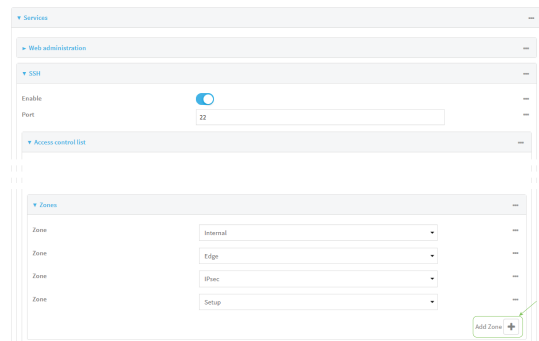 Services
Web administration
SSH
Enable
Port 22
Access control list
Zones
Zone Internal
Zone Edge
Zone IPsec
Zone Setup
Add Zone